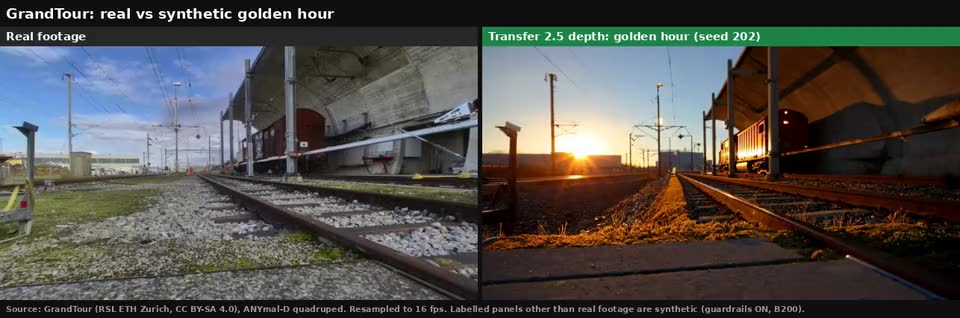 GrandTour: real vs synthetic golden hour
Real footage
Transfer 2.5 depth: golden hour (seed 202)
Source: GrandTour (RSL ETH Zurich, CC BY-SA 4.0), ANYmal-D quadruped. Resampled to 16 fps. Labelled panels other than real footage are synthetic (guardrails ON, B200).